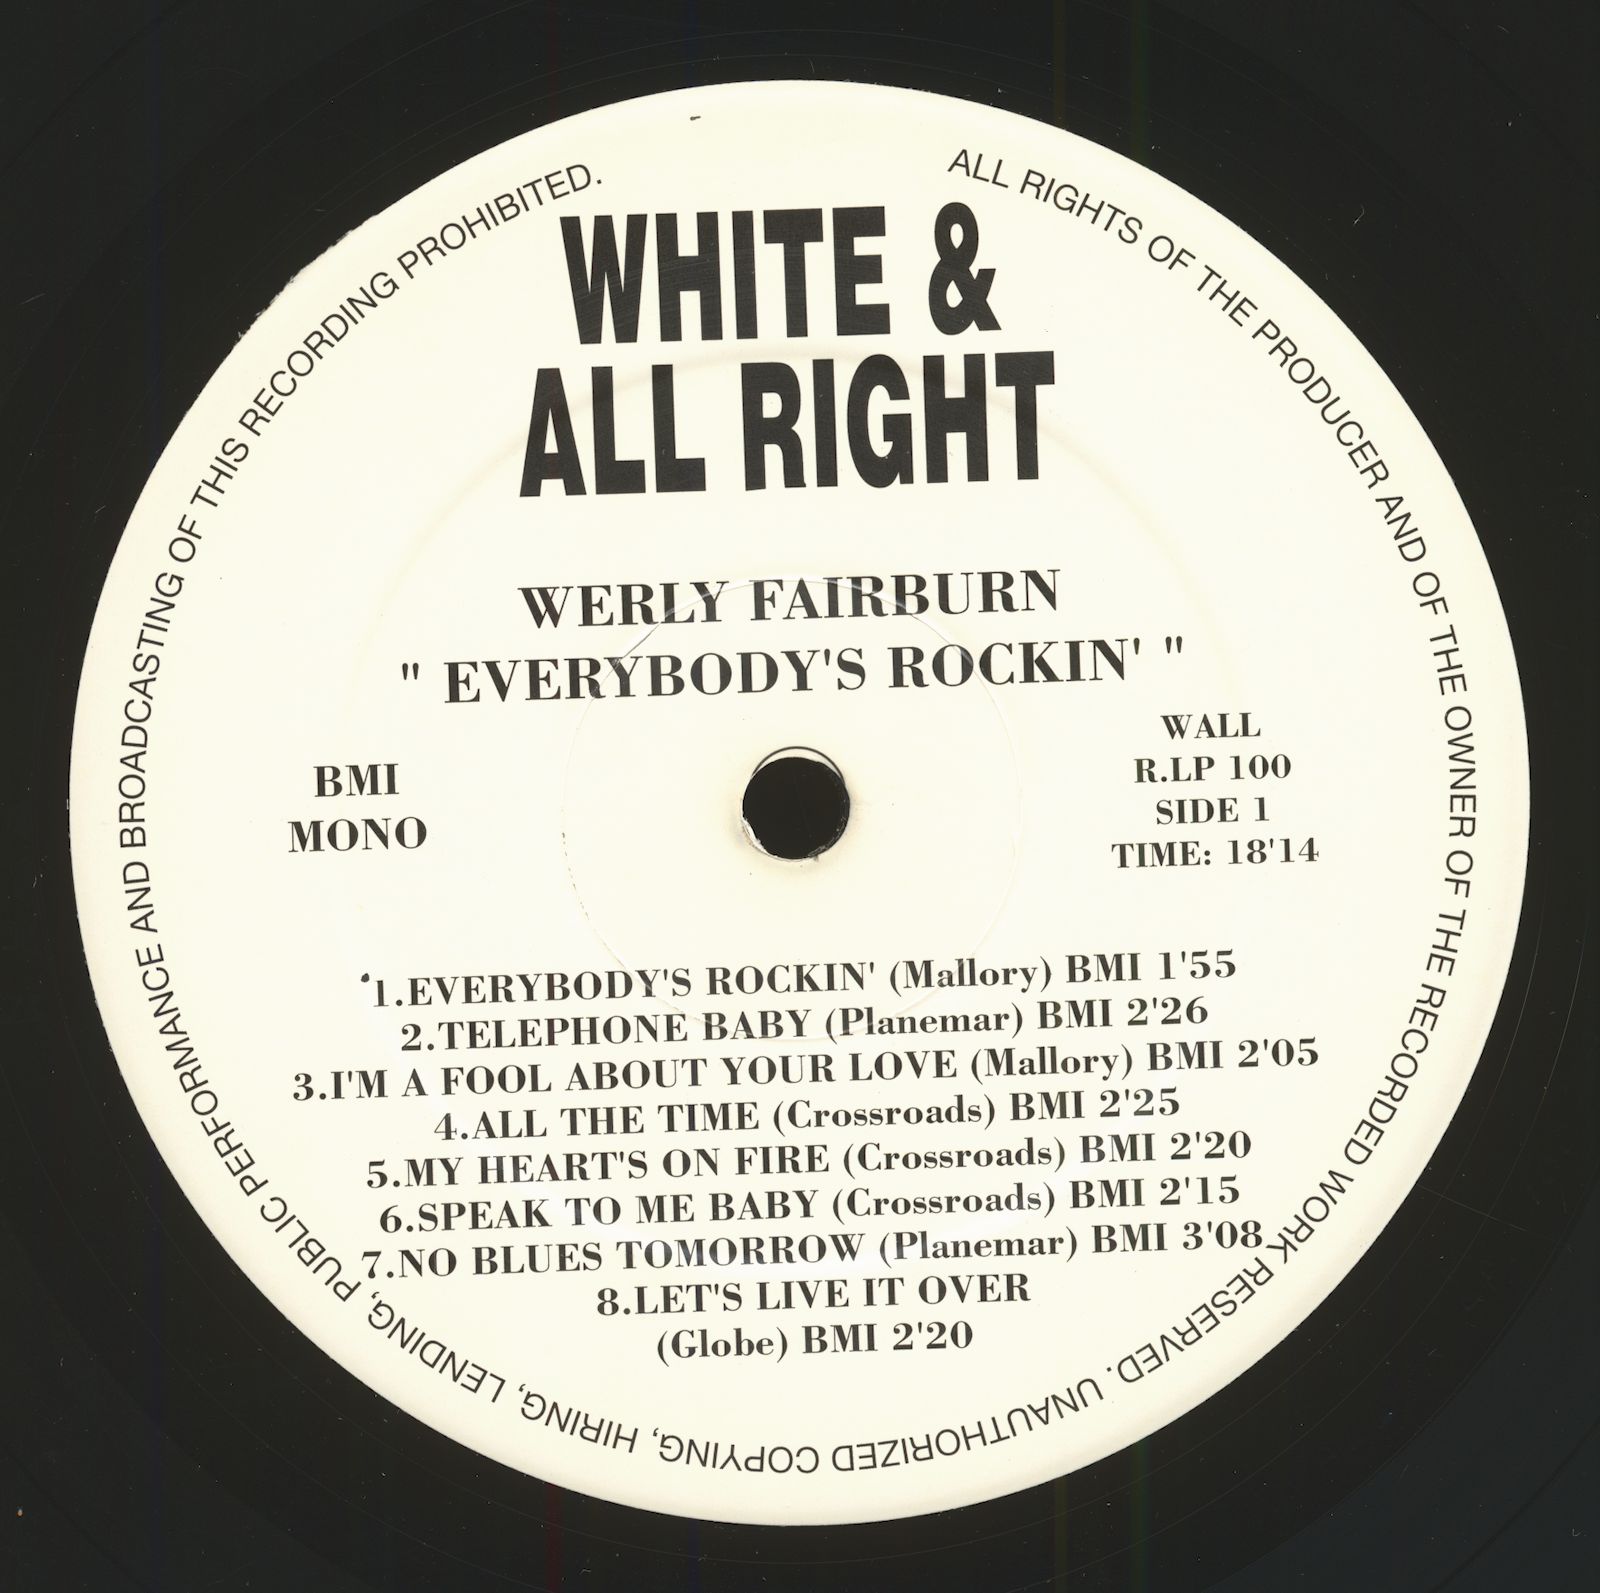 WHITE &
ALL RIGHT
WERLY FAIRBURN
" EVERYBODY'S ROCKIN' "
BMI
MONO
WALL
R.LP 100
SIDE 1
TIME: 18'14
1.EVERYBODY'S ROCKIN' (Mallory) BMI 1'55
2.TELEPHONE BABY (Planemar) BMI 2'26
3.I'M A FOOL ABOUT YOUR LOVE (Mallory) BMI 2'05
4.ALL THE TIME (Crossroads) BMI 2'25
5.MY HEART'S ON FIRE (Crossroads) BMI 2'20
6.SPEAK TO ME BABY (Crossroads) BMI 2'15
7.NO BLUES TOMORROW (Planemar) BMI 3'08
8.LET'S LIVE IT OVER
(Globe) BMI 2'20
ALL RIGHTS OF THE PRODUCER AND OF THE OWNER OF THE RECORDED WORK RESERVED. UNAUTHORIZED COPYING, HIRING, LENDING, PUBLIC PERFORMANCE AND BROADCASTING OF THIS RECORDING PROHIBITED.